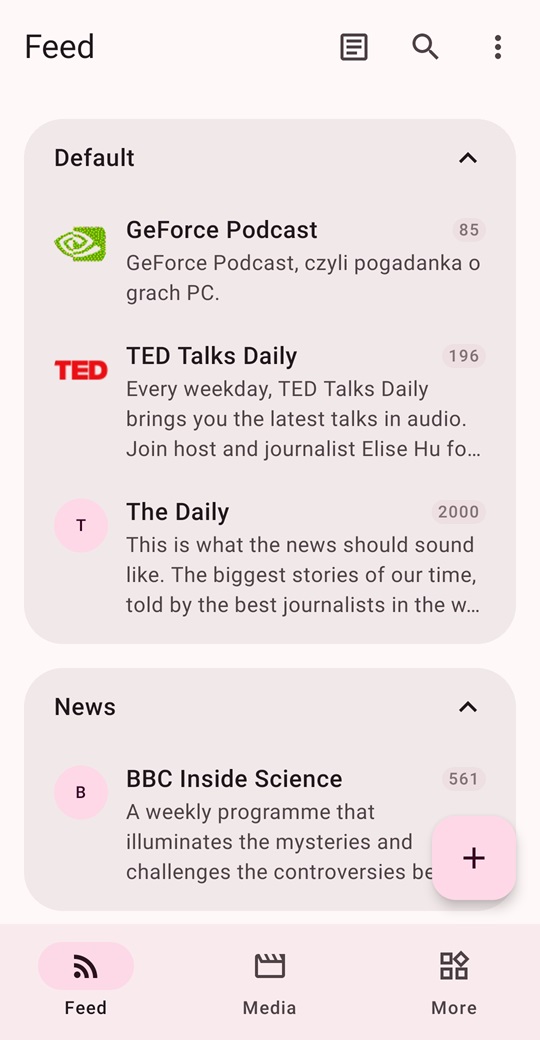 Feed
Default
GeForce Podcast
85
GeForce Podcast, czyli pogadanka o
grach PC.
TED
TED Talks Daily
196
Every weekday, TED Talks Daily
brings you the latest talks in audio.
Join host and journalist Elise Hu fo…
T
The Daily
2000
This is what the news should sound
like. The biggest stories of our time,
told by the best journalists in the w…
News
B
BBC Inside Science
561
A weekly programme that
illuminates the mysteries and
challenges the controversies be
Feed
Media
More